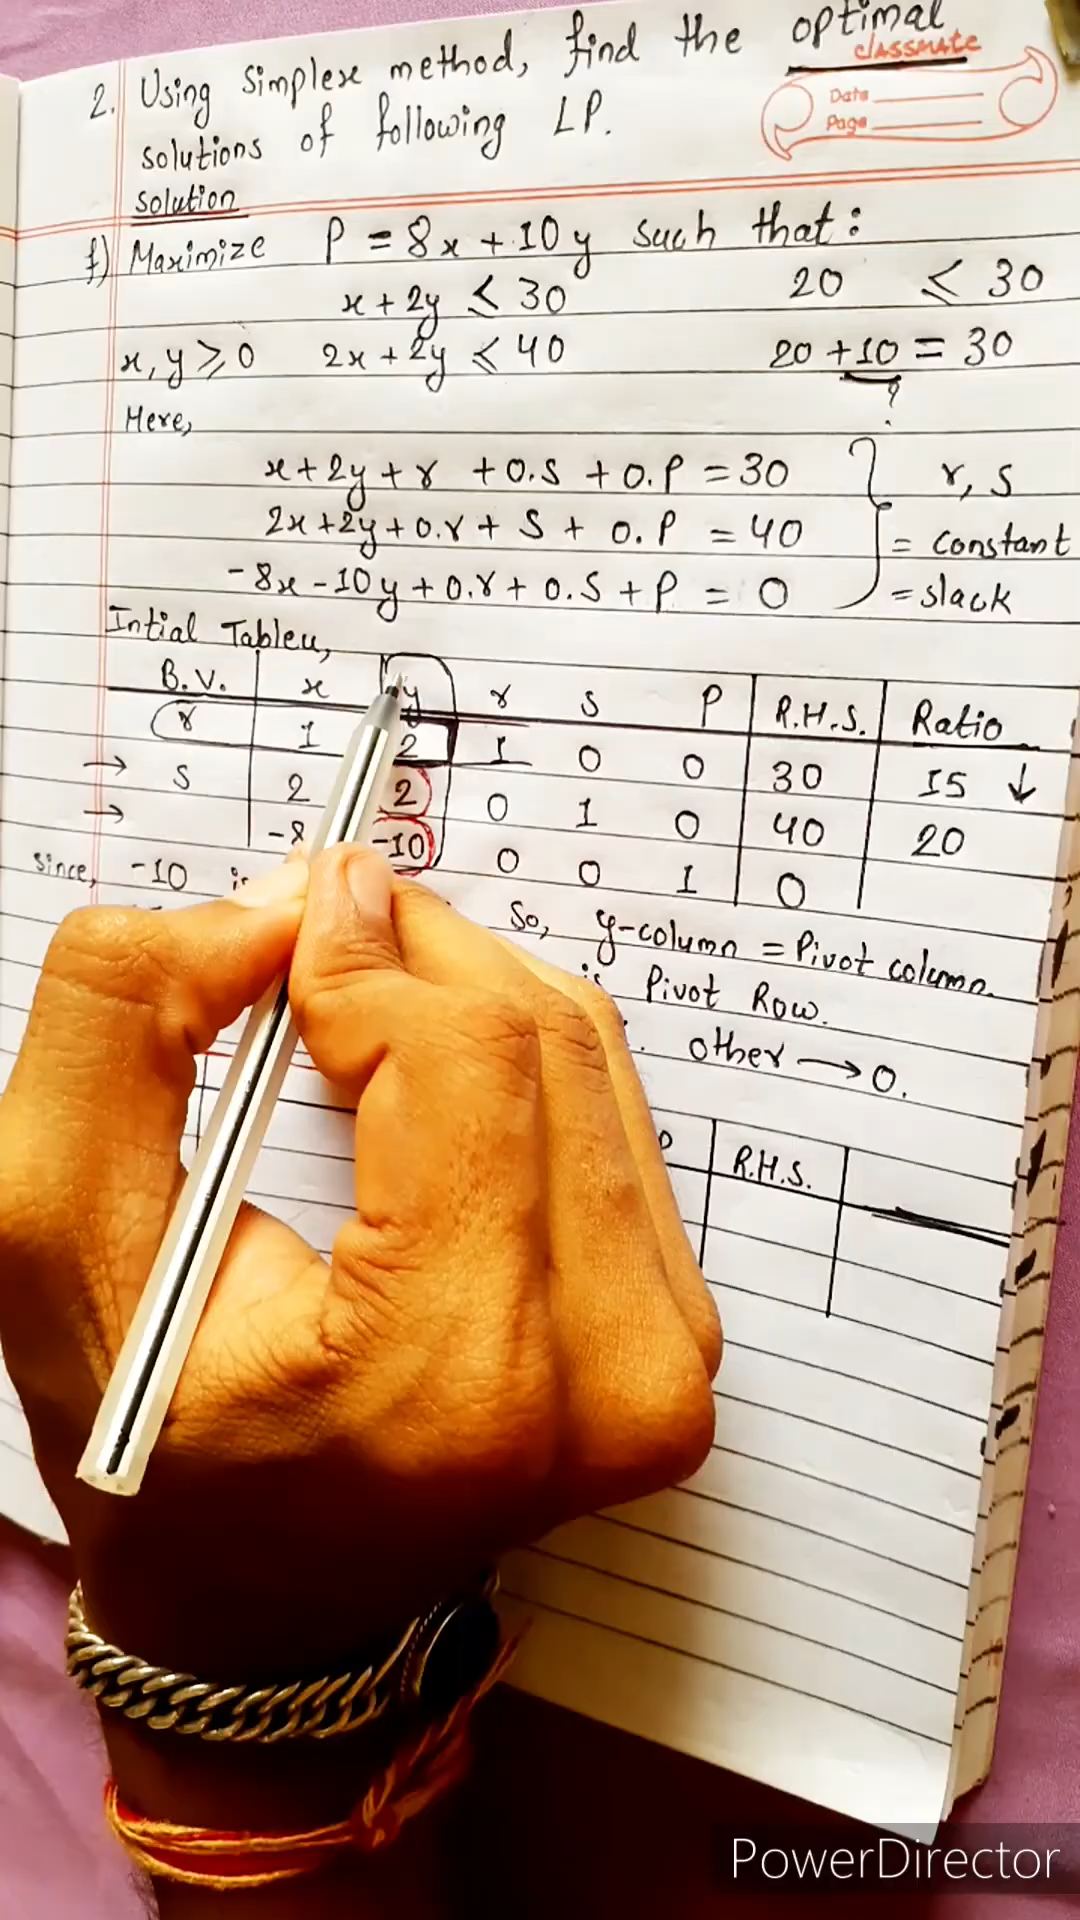 2. Using Simplex method, find the optimal
classmate
Date
Page
solutions of following LP.
solution
f) Maximize P = 8x + 10y such that:
x + 2y ≤ 30 20 ≤ 30
x, y ≥ 0 2x + 2y ≤ 40 20 + 10 = 30
?
Here,
x + 2y + r + 0.s + 0.P = 30 r, s
2x + 2y + 0.r + s + 0.P = 40 = constant
-8x - 10y + 0.r + 0.s + P = 0 = slack
Intial Tableu,
B.V. x y r s P R.H.S. Ratio
r 1 2 1 0 0 30 15 ↓
→ s 2 2 0 1 0 40 20
→ -8 -10 0 0 1 0
Since, -10 So, y-column = Pivot column.
is Pivot Row.
other → 0.
R.H.S.
PowerDirector